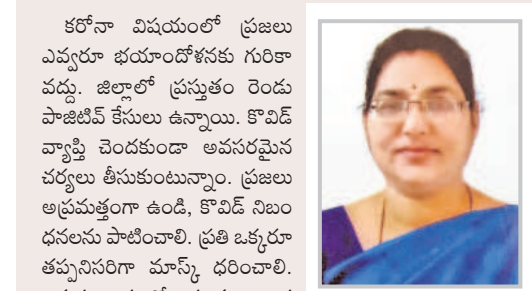 కరోనా విషయంలో ప్రజలు
ఎవ్వరూ భయాందోళనకు గురికా
వద్దు. జిల్లాలో ప్రస్తుతం రెండు
పాజిటివ్ కేసులు ఉన్నాయి. కొవిడ్
వ్యాప్తి చెందకుండా అవసరమైన
చర్యలు తీసుకుంటున్నాం. ప్రజలు
అప్రమత్తంగా ఉండి, కొవిడ్ నిబం
ధనలను పాటించాలి. ప్రతి ఒక్కరూ
తప్పనిసరిగా మాస్క్ ధరించాలి.